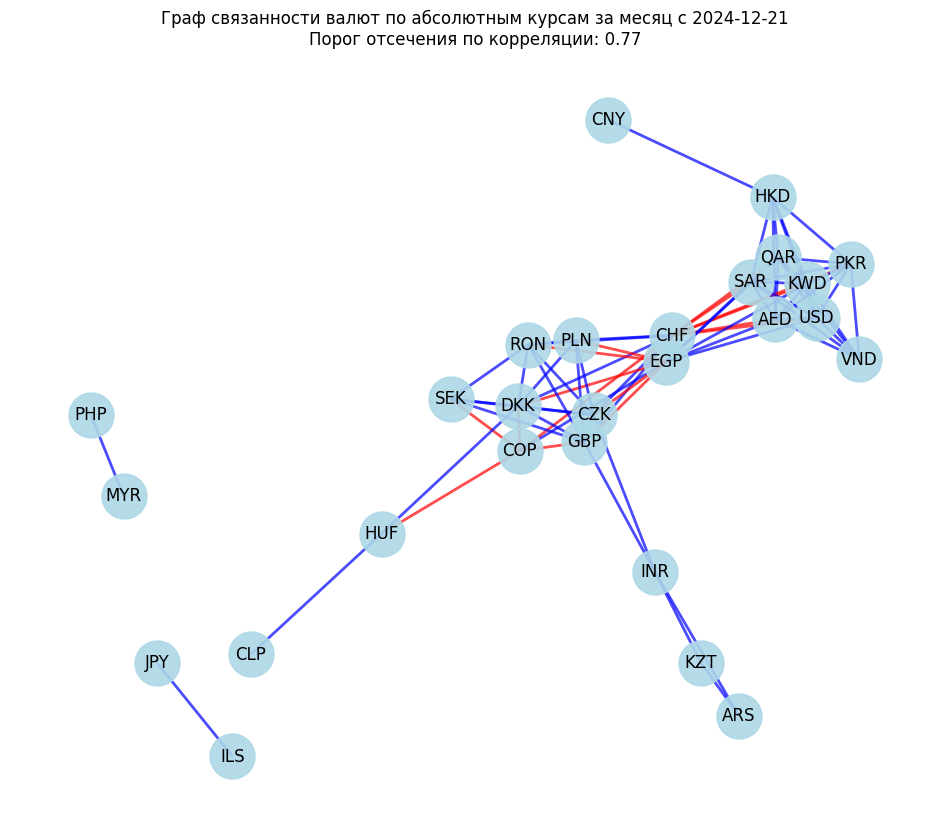 Граф связанности валют по абсолютным курсам за месяц с 2024-12-21
Порог отсечения по корреляции: 0.77
CNY
HKD
QAR
PKR
SAR
KWD
AED
USD
CHF
RON
PLN
EGP
VND
SEK
DKK
CZK
PHP
GBP
COP
MYR
HUF
INR
CLP
JPY
KZT
ARS
ILS